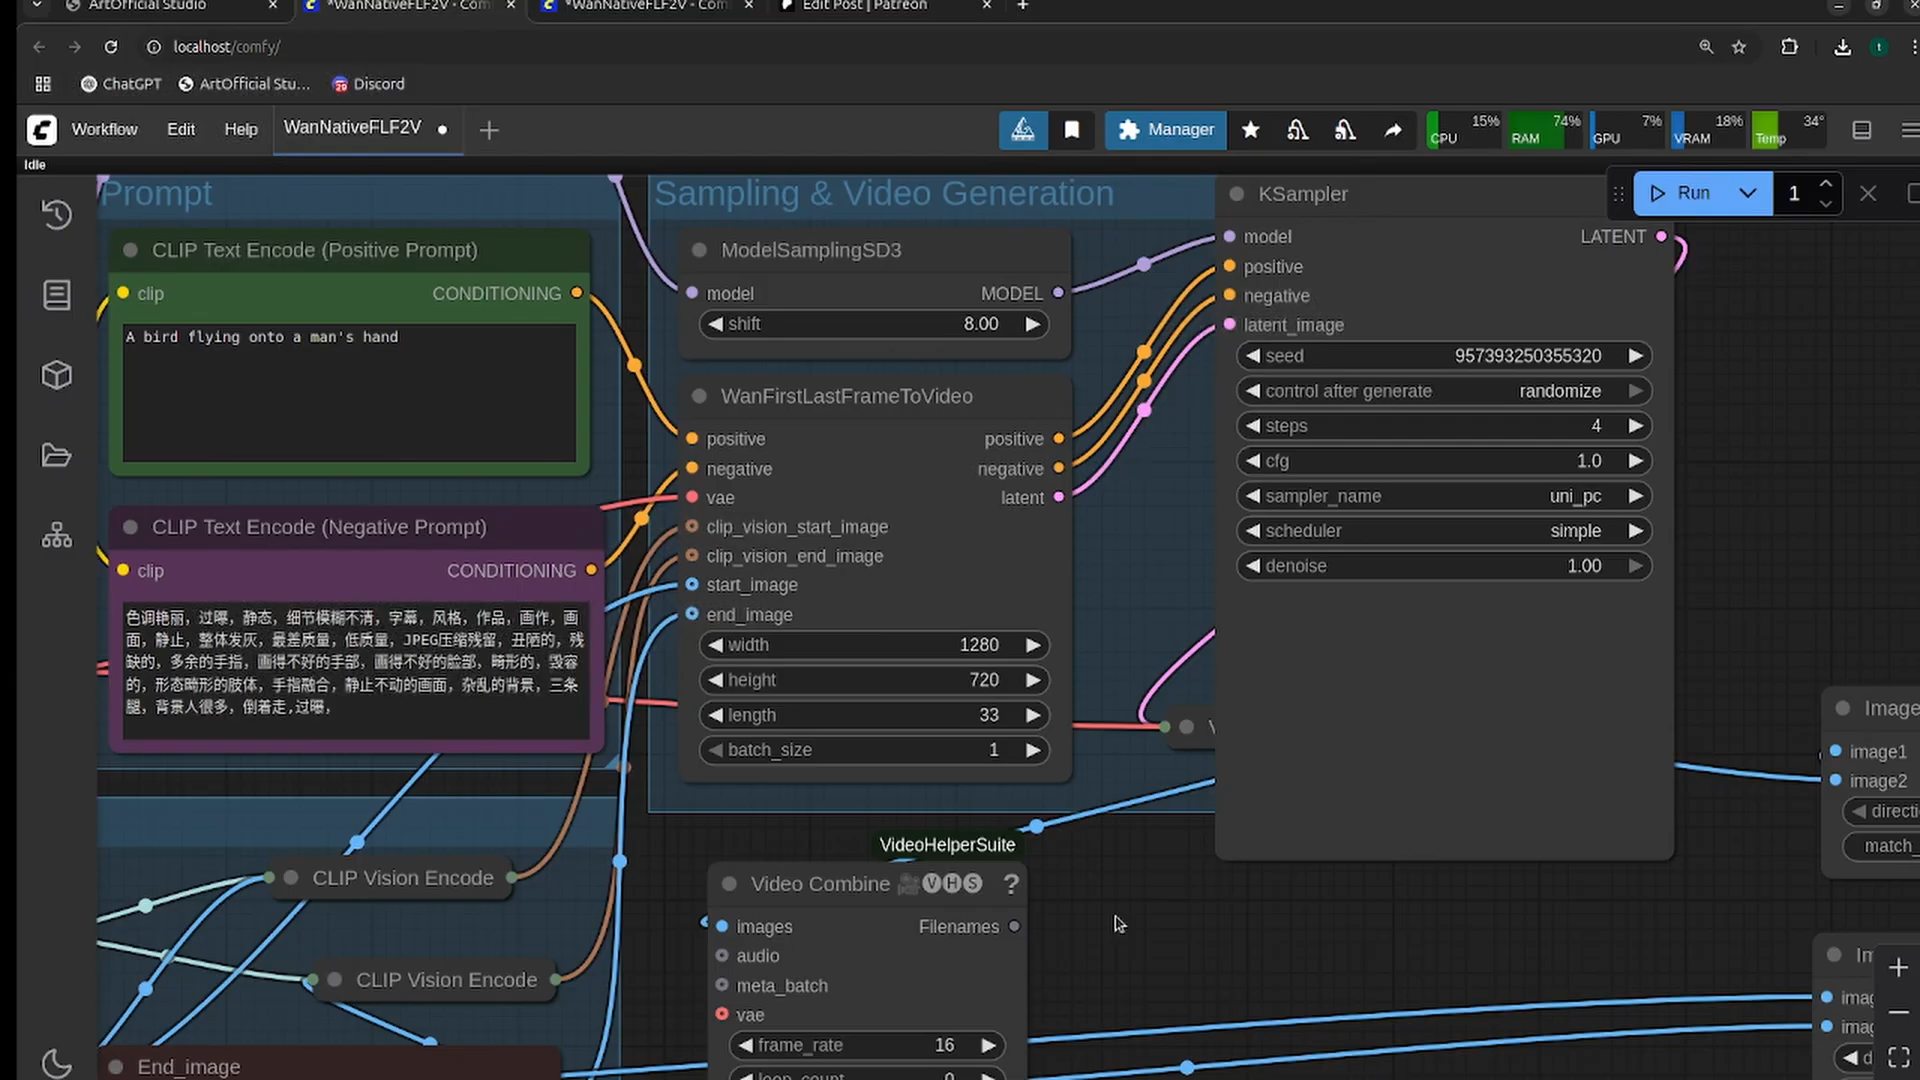 ArtOfficial Studio
*WanNativeFLF2V - Com
*WanNativeFLF2V - Com
Edit Post | Patreon
localhost/comfy/
t
ChatGPT
ArtOfficial Stu...
Discord
Workflow
Edit
Help
WanNativeFLF2V
Manager
CPU 15%
RAM 74%
GPU 7%
VRAM 18%
Temp 34°
Idle
Prompt
Sampling & Video Generation
KSampler
Run
1
CLIP Text Encode (Positive Prompt)
clip
CONDITIONING
A bird flying onto a man's hand
ModelSamplingSD3
model
MODEL
shift
8.00
model
LATENT
positive
negative
latent_image
seed
957393250355320
control after generate
randomize
steps
4
cfg
1.0
sampler_name
uni_pc
scheduler
simple
denoise
1.00
WanFirstLastFrameToVideo
positive
positive
negative
negative
vae
latent
clip_vision_start_image
clip_vision_end_image
start_image
end_image
width
1280
height
720
length
33
batch_size
1
CLIP Text Encode (Negative Prompt)
clip
CONDITIONING
色调艳丽，过曝，静态，细节模糊不清，字幕，风格，作品，画作，画
面，静止，整体发灰，最差质量，低质量，JPEG压缩残留，丑陋的，残
缺的，多余的手指，画得不好的手部，画得不好的脸部，畸形的，毁容
的，形态畸形的肢体，手指融合，静止不动的画面，杂乱的背景，三条
腿，背景人很多，倒着走,过曝，
Image
image1
image2
directi
match_
VideoHelperSuite
Video Combine 🎥🅥🅗🅢
?
images
Filenames
audio
meta_batch
vae
frame_rate
16
loop_count
0
CLIP Vision Encode
CLIP Vision Encode
End_image
Im
imag
imag
d